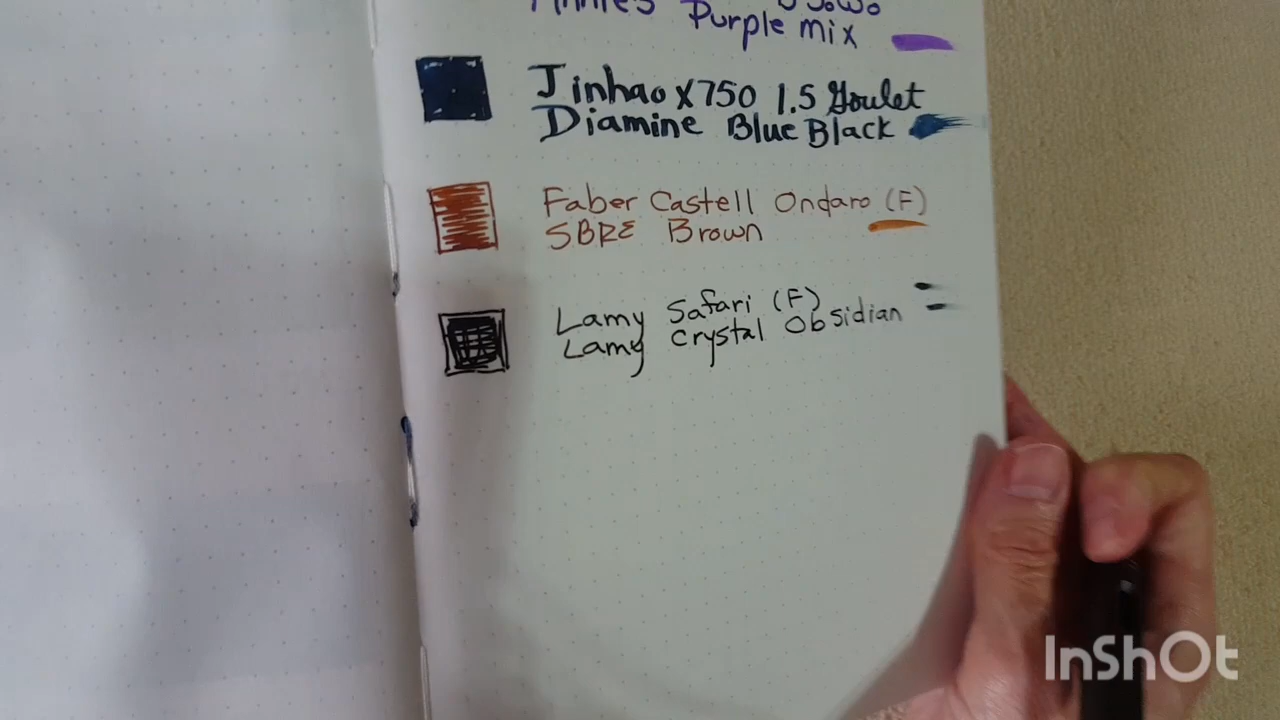 Annie's
Purple mix
Jinhao X750 1.5 Goulet
Diamine Blue Black
Faber Castell Ondaro (F)
SBRE Brown
Lamy Safari (F)
Lamy Crystal Obsidian
InShOt